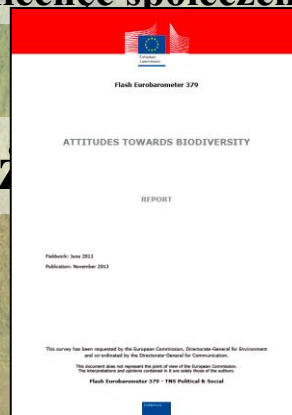 European
Commission
Flash Eurobarometer 379
ATTITUDES TOWARDS BIODIVERSITY
REPORT
Fieldwork: June 2013
Publication: November 2013
This survey has been requested by the European Commission, Directorate-General for Environment
and co-ordinated by the Directorate-General for Communication.
This document does not represent the point of view of the European Commission.
The interpretations and opinions contained in it are solely those of the authors.
Flash Eurobarometer 379 - TNS Political & Social